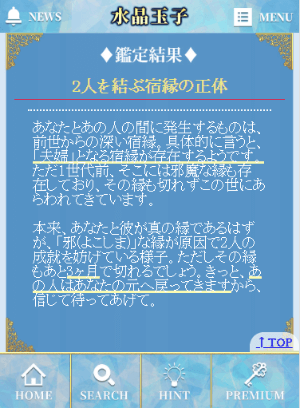 NEWS
水晶玉子
MENU
♦鑑定結果♦
2人を結ぶ宿縁の正体
あなたとあの人の間に発生するものは、
前世からの深い宿縁。具体的に言うと、
「夫婦」となる宿縁が存在するようです。
ただ1世代前、そこには邪魔な縁も存
在しており、その縁も切れずこの世にあ
らわれてきています。
本来、あなたと彼が真の縁であるはず
が、「邪(よこしま)」な縁が原因で2人の
成就を妨げている様子。ただしその縁
もあと3ヶ月で切れるでしょう。きっと、あ
の人はあなたの元へ戻ってきますから、
信じて待ってあげて。
↑TOP
HOME
SEARCH
HINT
PREMIUM